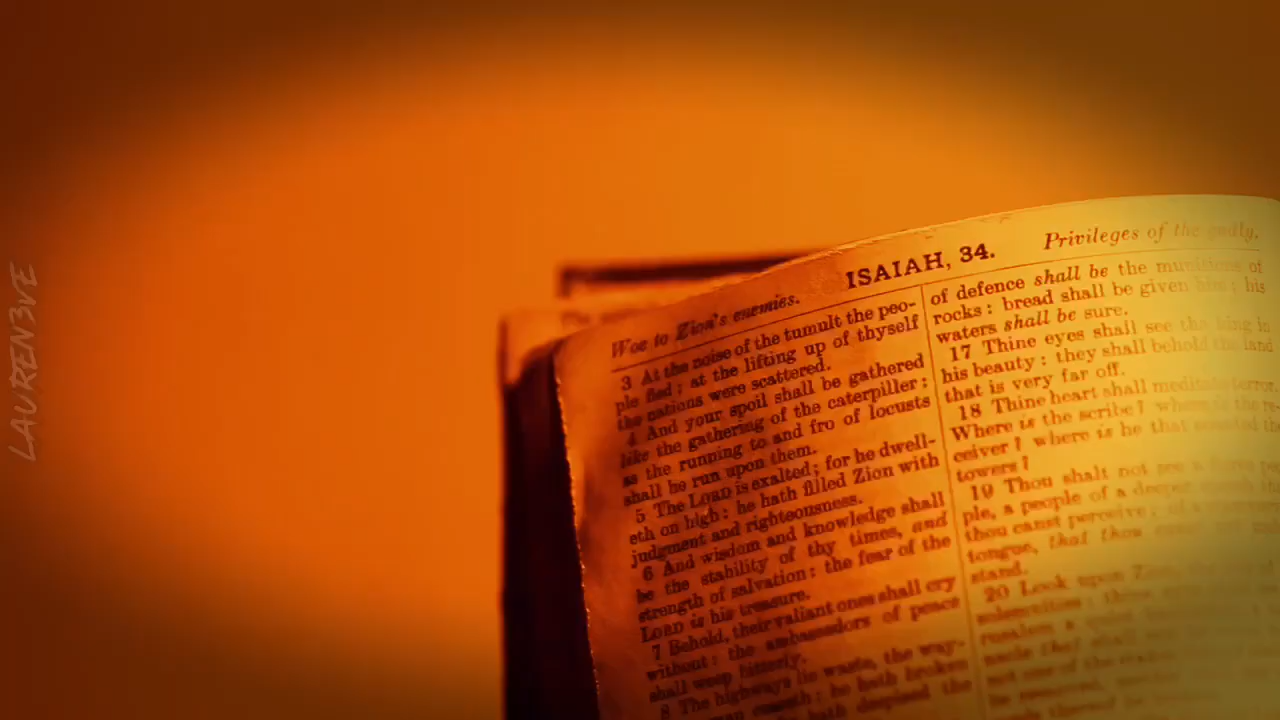 LAUREN3VE
ISAIAH, 34.
Woe to Zion's enemies.
Privileges of the godly.
3 At the noise of the tumult the peo-
ple fled; at the lifting up of thyself
the nations were scattered.
4 And your spoil shall be gathered
like the gathering of the caterpiller:
as the running to and fro of locusts
shall he run upon them.
5 The LORD is exalted; for he dwell-
eth on high: he hath filled Zion with
judgment and righteousness.
6 And wisdom and knowledge shall
be the stability of thy times, and
strength of salvation: the fear of the
LORD is his treasure.
7 Behold, their valiant ones shall cry
without: the ambassadors of peace
shall weep bitterly.
8 The highways lie waste, the way-
ceaseth: he hath broken
hath despised the
of defence shall be the munitions of
rocks: bread shall be given him; his
waters shall be sure.
17 Thine eyes shall see the king in
his beauty: they shall behold the land
that is very far off.
18 Thine heart shall meditate terror.
Where is the scribe? where is the re-
ceiver? where is he that counted the
towers?
19 Thou shalt not see a fierce peo-
ple, a people of a deeper speech
thou canst perceive; of a
tongue, that thou
stand.
20 Look upon Zion, the
solemnities: thine